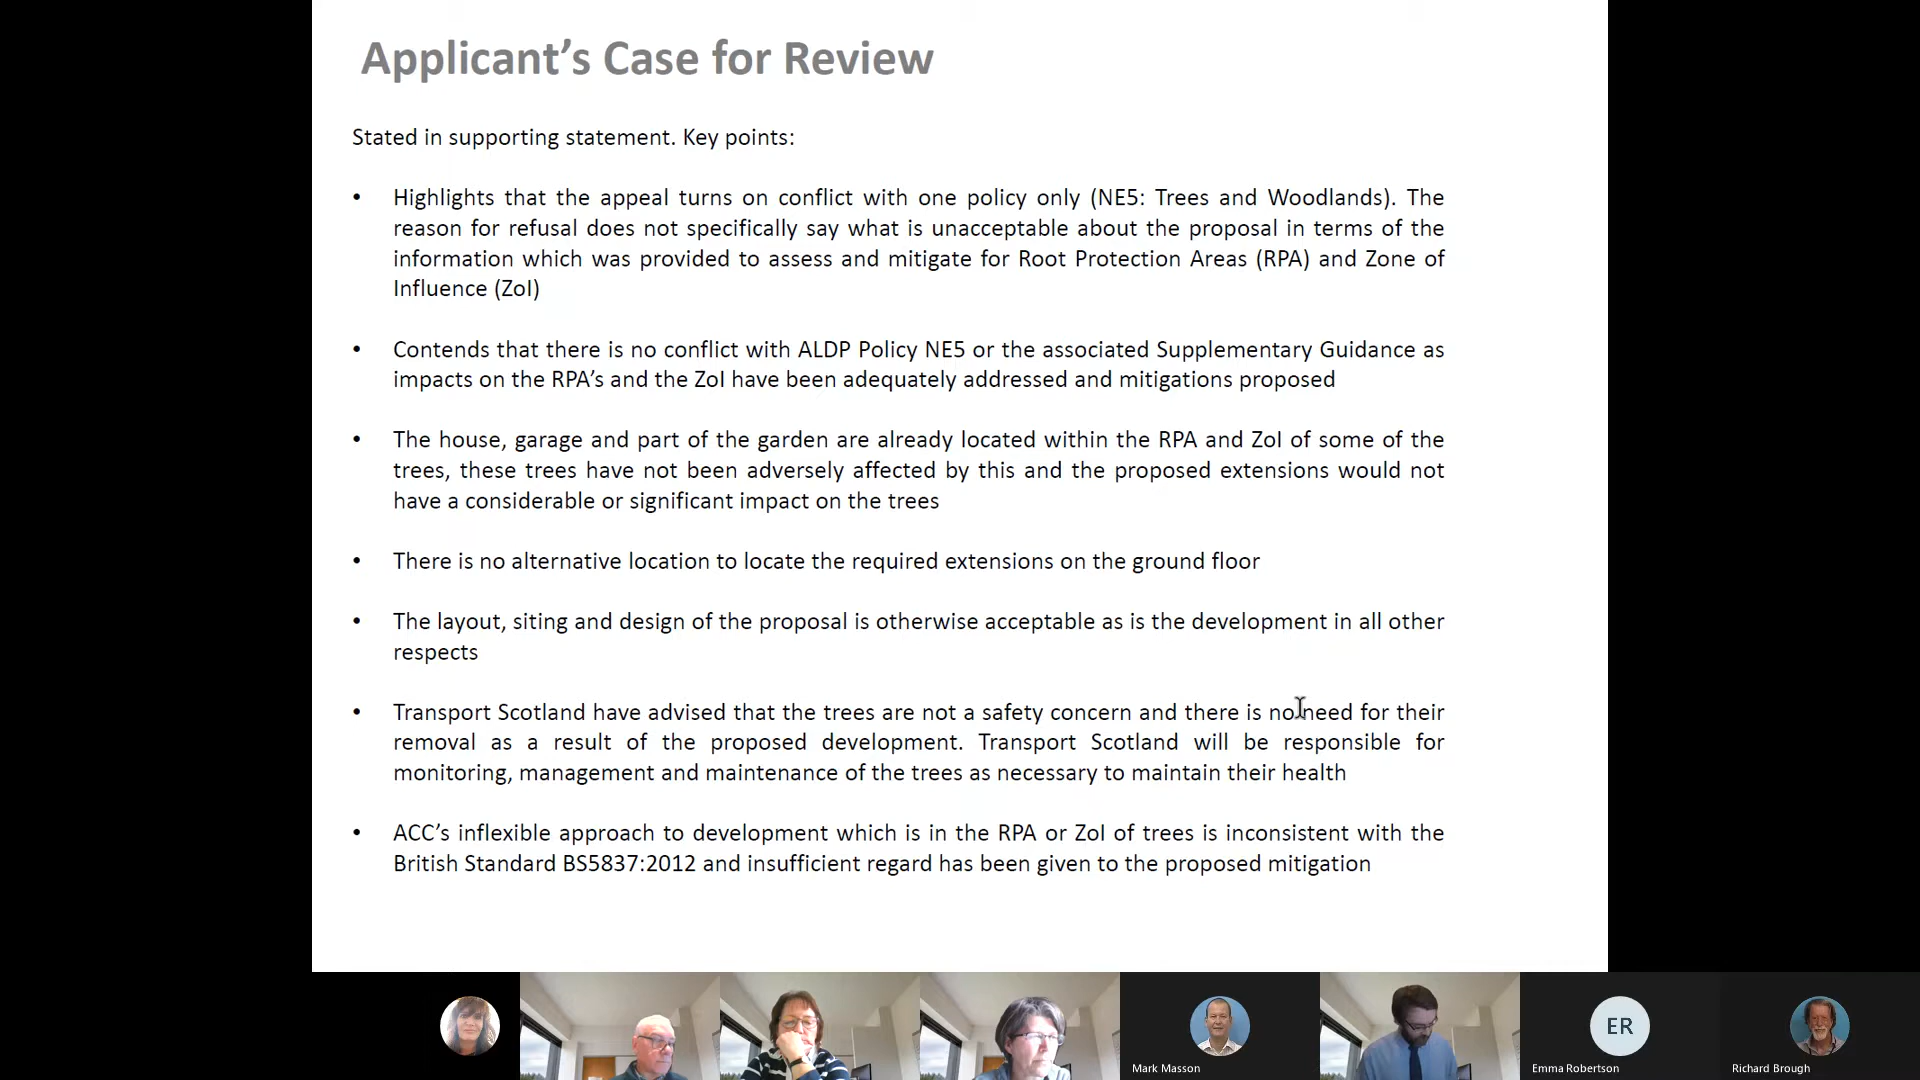 Applicant’s Case for Review
Stated in supporting statement. Key points:
• Highlights that the appeal turns on conflict with one policy only (NE5: Trees and Woodlands). The
reason for refusal does not specifically say what is unacceptable about the proposal in terms of the
information which was provided to assess and mitigate for Root Protection Areas (RPA) and Zone of
Influence (ZoI)
• Contends that there is no conflict with ALDP Policy NE5 or the associated Supplementary Guidance as
impacts on the RPA’s and the ZoI have been adequately addressed and mitigations proposed
• The house, garage and part of the garden are already located within the RPA and ZoI of some of the
trees, these trees have not been adversely affected by this and the proposed extensions would not
have a considerable or significant impact on the trees
• There is no alternative location to locate the required extensions on the ground floor
• The layout, siting and design of the proposal is otherwise acceptable as is the development in all other
respects
• Transport Scotland have advised that the trees are not a safety concern and there is no need for their
removal as a result of the proposed development. Transport Scotland will be responsible for
monitoring, management and maintenance of the trees as necessary to maintain their health
• ACC’s inflexible approach to development which is in the RPA or ZoI of trees is inconsistent with the
British Standard BS5837:2012 and insufficient regard has been given to the proposed mitigation
ER
Mark Masson
Emma Robertson
Richard Brough